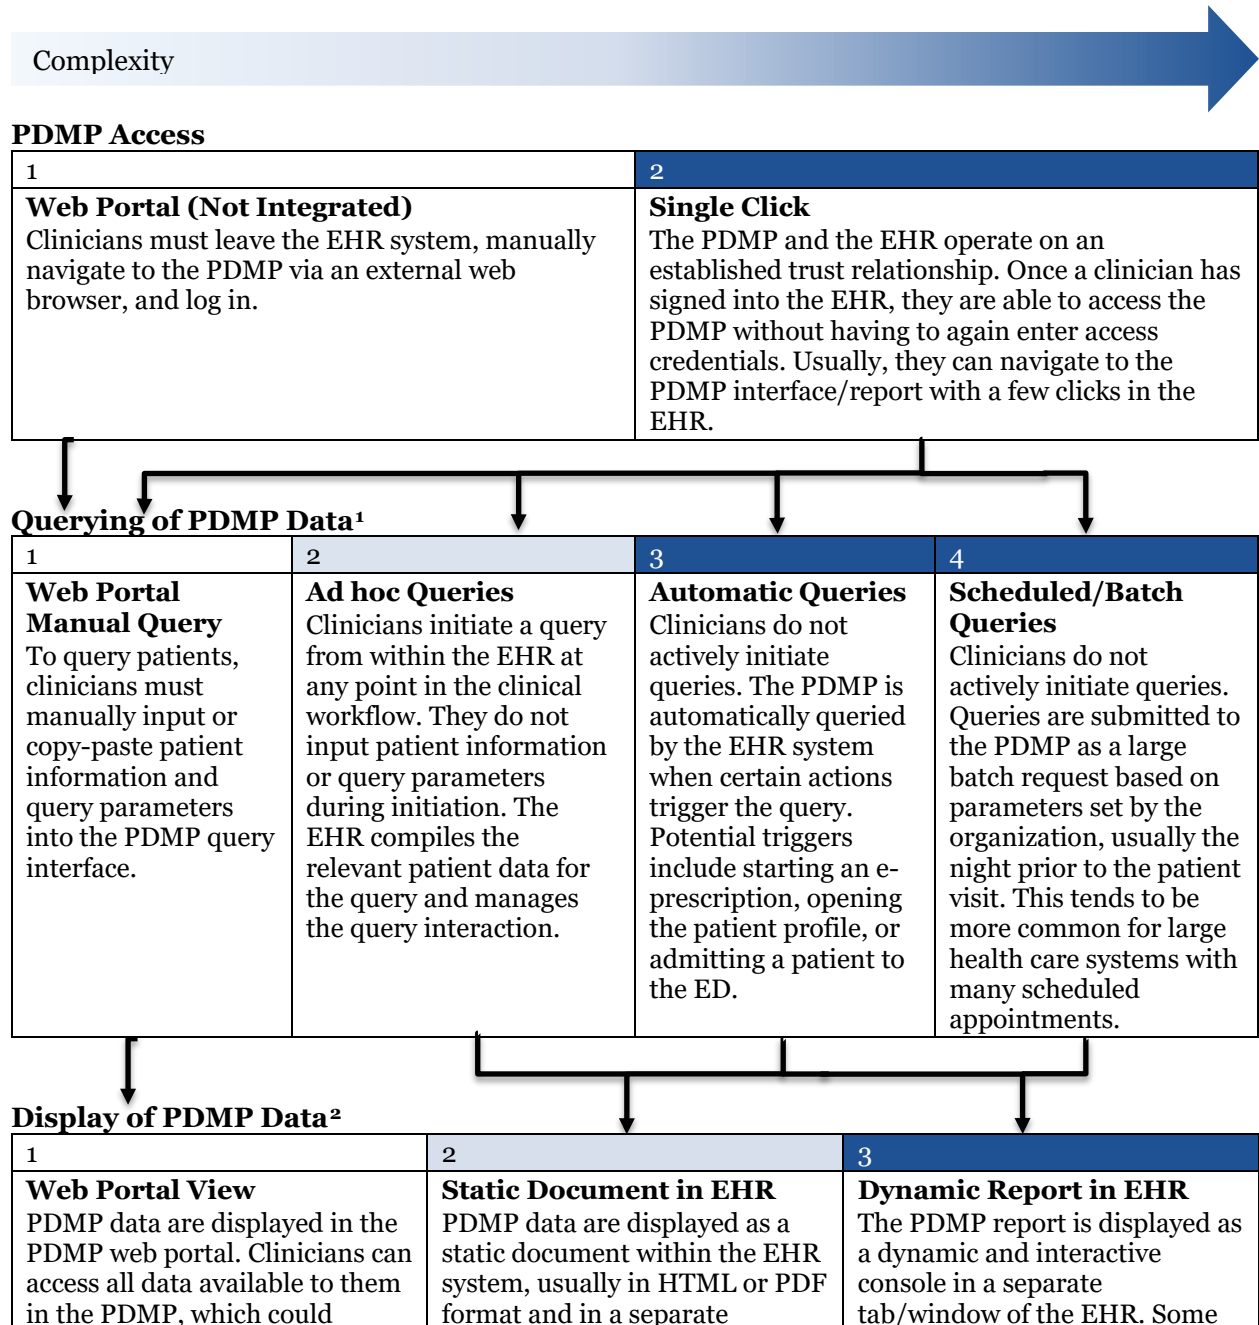 Complexity
PDMP Access
1
2
Web Portal (Not Integrated)
Clinicians must leave the EHR system, manually
navigate to the PDMP via an external web
browser, and log in.
Single Click
The PDMP and the EHR operate on an
established trust relationship. Once a clinician has
signed into the EHR, they are able to access the
PDMP without having to again enter access
credentials. Usually, they can navigate to the
PDMP interface/report with a few clicks in the
EHR.
Querying of PDMP Data¹
1
2
3
4
Web Portal
Manual Query
To query patients,
clinicians must
manually input or
copy-paste patient
information and
query parameters
into the PDMP query
interface.
Ad hoc Queries
Clinicians initiate a query
from within the EHR at
any point in the clinical
workflow. They do not
input patient information
or query parameters
during initiation. The
EHR compiles the
relevant patient data for
the query and manages
the query interaction.
Automatic Queries
Clinicians do not
actively initiate
queries. The PDMP is
automatically queried
by the EHR system
when certain actions
trigger the query.
Potential triggers
include starting an e-
prescription, opening
the patient profile, or
admitting a patient to
the ED.
Scheduled/Batch
Queries
Clinicians do not
actively initiate queries.
Queries are submitted to
the PDMP as a large
batch request based on
parameters set by the
organization, usually the
night prior to the patient
visit. This tends to be
more common for large
health care systems with
many scheduled
appointments.
Display of PDMP Data²
1
2
3
Web Portal View
PDMP data are displayed in the
PDMP web portal. Clinicians can
access all data available to them
in the PDMP, which could
Static Document in EHR
PDMP data are displayed as a
static document within the EHR
system, usually in HTML or PDF
format and in a separate
Dynamic Report in EHR
The PDMP report is displayed as
a dynamic and interactive
console in a separate
tab/window of the EHR. Some